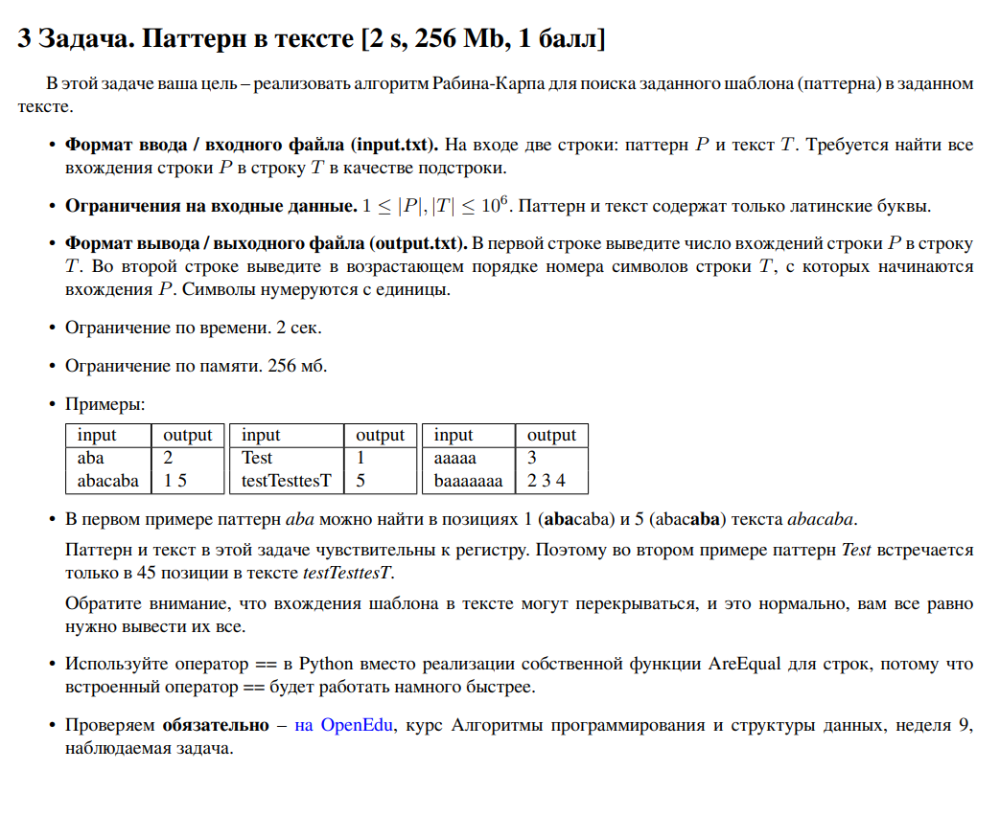 3 Задача. Паттерн в тексте [2 s, 256 Mb, 1 балл]
В этой задаче ваша цель – реализовать алгоритм Рабина-Карпа для поиска заданного шаблона (паттерна) в заданном
тексте.
• Формат ввода / входного файла (input.txt). На входе две строки: паттерн P и текст T. Требуется найти все
вхождения строки P в строку T в качестве подстроки.
• Ограничения на входные данные. 1 ≤ |P|, |T| ≤ 10⁶. Паттерн и текст содержат только латинские буквы.
• Формат вывода / выходного файла (output.txt). В первой строке выведите число вхождений строки P в строку
T. Во второй строке выведите в возрастающем порядке номера символов строки T, с которых начинаются
вхождения P. Символы нумеруются с единицы.
• Ограничение по времени. 2 сек.
• Ограничение по памяти. 256 мб.
• Примеры:
input output input output input output
aba 2 Test 1 aaaaa 3
abacaba 1 5 testTesttesT 5 baaaaaaa 2 3 4
• В первом примере паттерн aba можно найти в позициях 1 (abacaba) и 5 (abacaba) текста abacaba.
Паттерн и текст в этой задаче чувствительны к регистру. Поэтому во втором примере паттерн Test встречается
только в 45 позиции в тексте testTesttesT.
Обратите внимание, что вхождения шаблона в тексте могут перекрываться, и это нормально, вам все равно
нужно вывести их все.
• Используйте оператор == в Python вместо реализации собственной функции AreEqual для строк, потому что
встроенный оператор == будет работать намного быстрее.
• Проверяем обязательно – на OpenEdu, курс Алгоритмы программирования и структуры данных, неделя 9,
наблюдаемая задача.